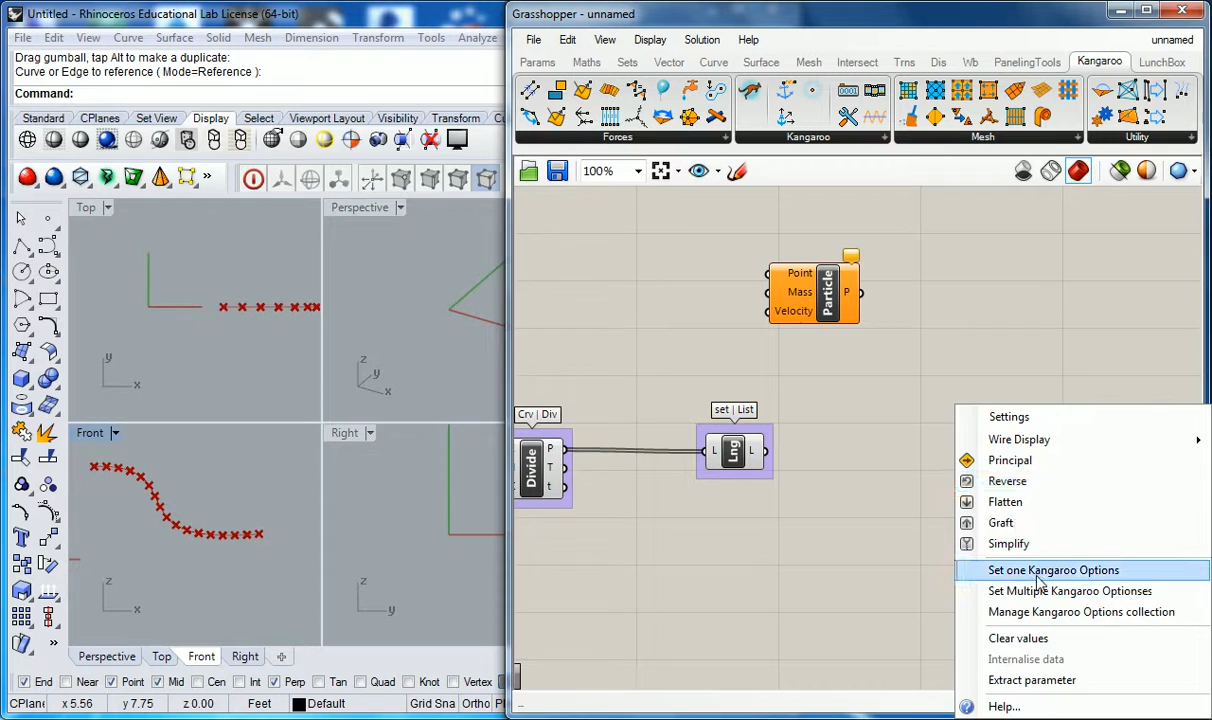 Untitled - Rhinoceros Educational Lab License (64-bit)
File Edit View Curve Surface Solid Mesh Dimension Transform Tools Analyze
Drag gumball, tap Alt to make a duplicate:
Curve or Edge to reference ( Mode=Reference ):
Command:
Standard CPlanes Set View Display Select Viewport Layout Visibility Transform
Top
Perspective
y
x
z
y
x
Front
Right
z
x
z
y
Perspective Top Front Right
End Near Point Mid Cen Int Perp Tan Quad Knot Vertex
CPlane x 5.56 y 7.75 z 0.00 Feet Default Grid Sna Ortho
Grasshopper - unnamed
File Edit View Display Solution Help unnamed
Params Maths Sets Vector Curve Surface Mesh Intersect Trns Dis Wb PanelingTools Kangaroo LunchBox
Forces Kangaroo Mesh Utility
100%
Point
Mass
Velocity
Particle
P
Crv | Div
Divide
P
T
t
set | List
L Lng L
Settings
Wire Display
Principal
Reverse
Flatten
Graft
Simplify
Set one Kangaroo Options
Set Multiple Kangaroo Optionses
Manage Kangaroo Options collection
Clear values
Internalise data
Extract parameter
Help...